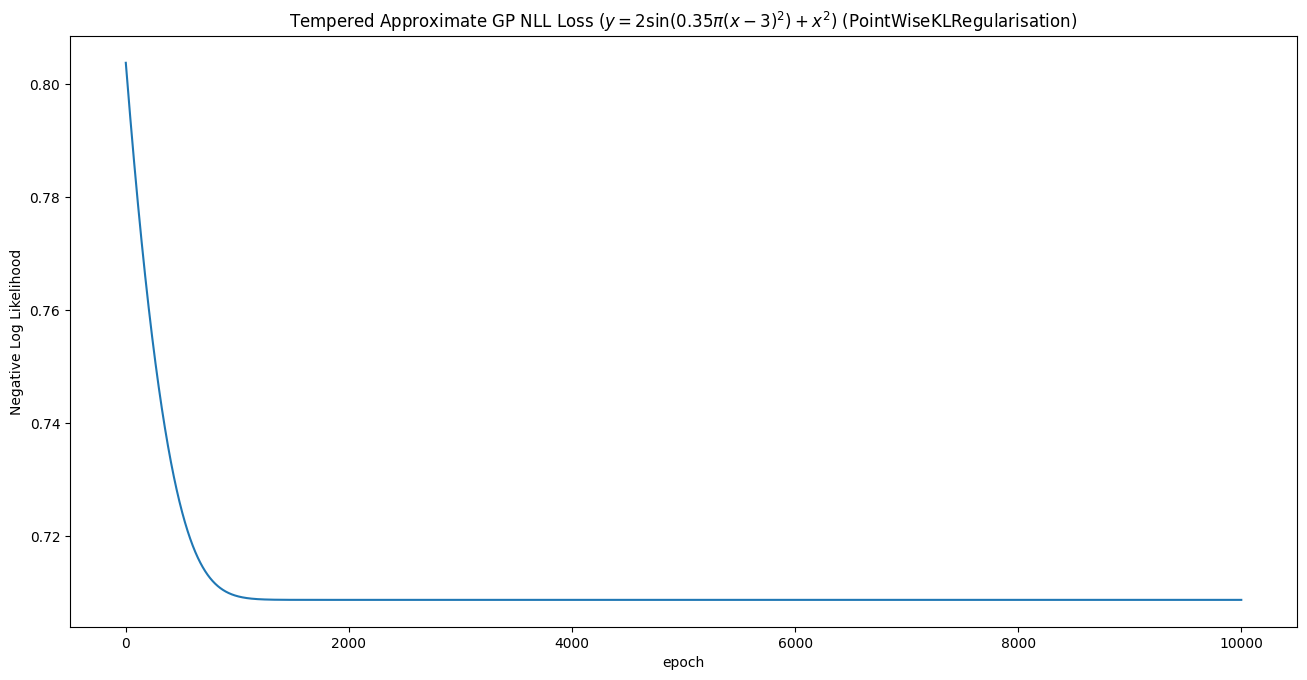 Tempered Approximate GP NLL Loss (y = 2sin(0.35π(x − 3)²) + x²) (PointWiseKLRegularisation)
Negative Log Likelihood
0.80
0.78
0.76
0.74
0.72
0 2000 4000 6000 8000 10000
epoch